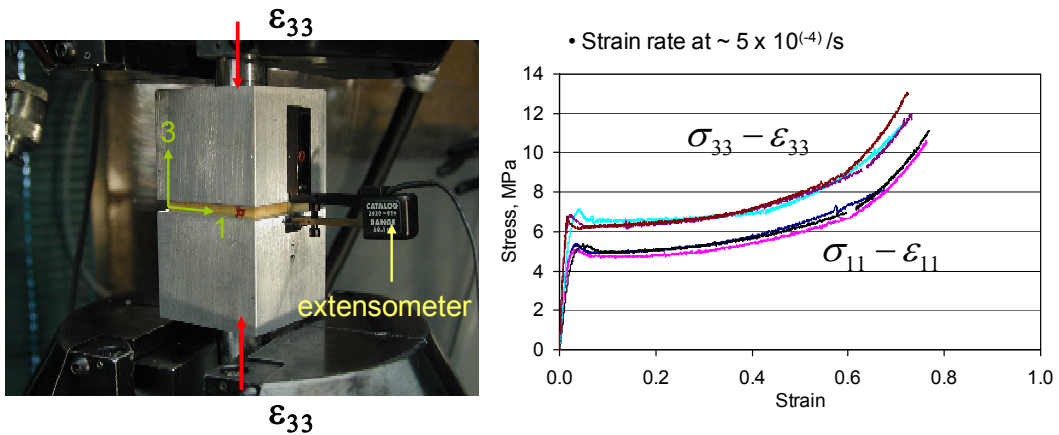 ε33
3
1
CATALOG
RANGE
extensometer
ε33
• Strain rate at ~ 5 x 10(-4) /s
Stress, MPa
14
12
10
8
6
4
2
0
σ33 – ε33
σ11 – ε11
0.0 0.2 0.4 0.6 0.8 1.0
Strain